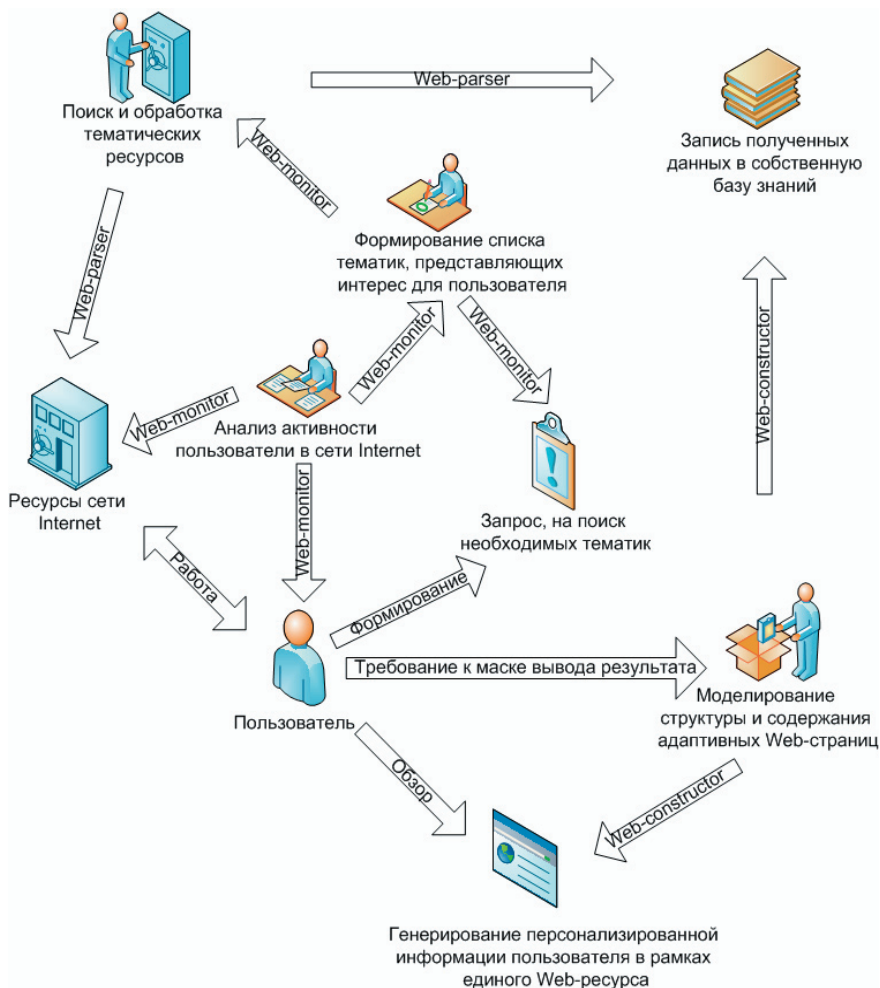 Web-parser
Поиск и обработка
тематических
ресурсов
Запись полученных
данных в собственную
базу знаний
Web-monitor
Формирование списка
тематик, представляющих
интерес для пользователя
Web-parser
Web-monitor
Web-monitor
Web-monitor
Web-constructor
Анализ активности
пользователи в сети Internet
Ресурсы сети
Internet
Web-monitor
Запрос, на поиск
необходимых тематик
Работа
Формирование
Требование к маске вывода результата
Пользователь
Моделирование
структуры и содержания
адаптивных Web-страниц
Обзор
Web-constructor
Генерирование персонализированной
информации пользователя в рамках
единого Web-ресурса